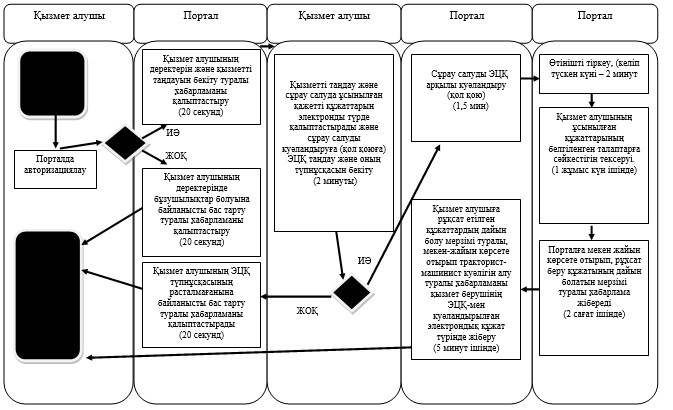 Қызмет алушы
Портал
Қызмет алушы
Портал
Портал
Порталда
авторизациялау
Қызмет алушының
деректерін және қызметті
таңдауын бекіту туралы
хабарламаны
қалыптастыру
(20 секунд)
ИӘ
ЖОҚ
Қызмет алушының
деректерінде
бұзушылықтар болуына
байланысты бас тарту
туралы хабарламаны
қалыптастыру
(20 секунд)
Қызмет алушының ЭЦҚ
түпнұсқасының
расталмағанына
байланысты бас тарту
туралы хабарламаны
қалыптастырады
(20 секунд)
Қызметті таңдау және
сұрау салуда ұсынылған
қажетті құжаттарын
электронды түрде
қалыптастырады және
сұрау салуды
куәландыруға (қол қоюға)
ЭЦҚ таңдау және оның
түпнұсқасын бекіту
(2 минуты)
ИӘ
ЖОҚ
Сұрау салуды ЭЦҚ
арқылы куәландыру
(қол қою)
(1,5 мин)
Қызмет алушыға
рұқсат етілген
құжаттардың дайын
болу мерзімі туралы,
мекен-жайын көрсете
отырып тракторист-
машинист куәлігін алу
туралы хабарламаны
қызмет берушінің
ЭЦҚ-мен
куәландырылған
электрондық құжат
түрінде жіберу
(5 минут ішінде)
Өтінішті тіркеу, (келіп
түскен күні – 2 минут
Қызмет алушының
ұсынылған
құжаттарының
белгіленген талаптарға
сәйкестігін тексеруі.
(1 жұмыс күн ішінде)
Порталға мекен жайын
көрсете отырып, рұқсат
беру құжатының дайын
болатын мерзімі
туралы хабарлама
жібереді
(2 сағат ішінде)